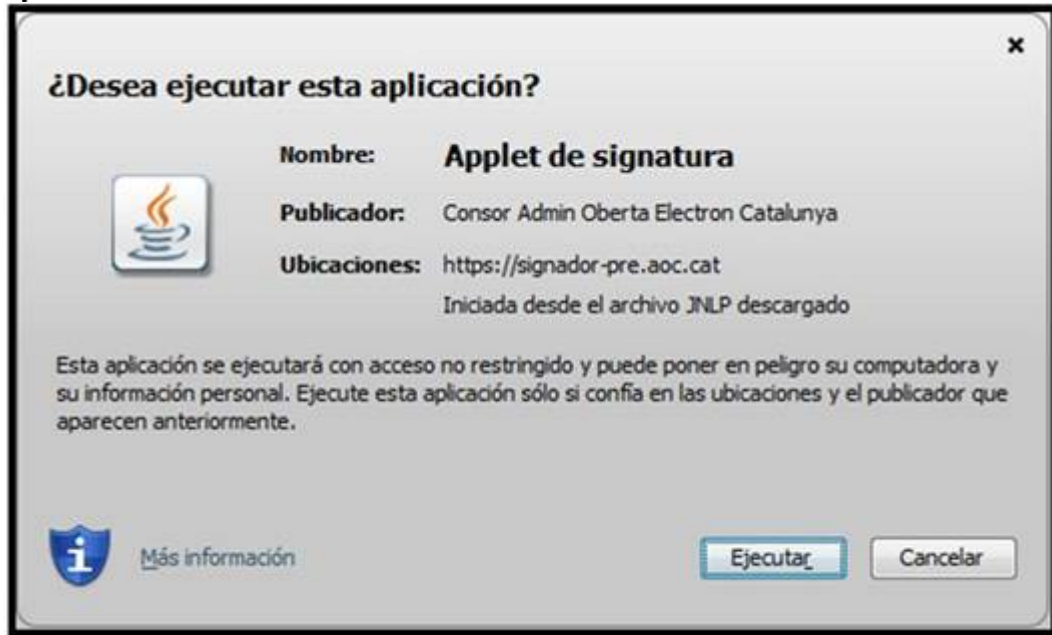 ¿Desea ejecutar esta aplicación?
Nombre: Applet de signatura
Publicador: Consor Admin Oberta Electron Catalunya
Ubicaciones: https://signador-pre.aoc.cat
Iniciada desde el archivo JNLP descargado
Esta aplicación se ejecutará con acceso no restringido y puede poner en peligro su computadora y
su información personal. Ejecute esta aplicación sólo si confía en las ubicaciones y el publicador que
aparecen anteriormente.
Más información
Ejecutar
Cancelar